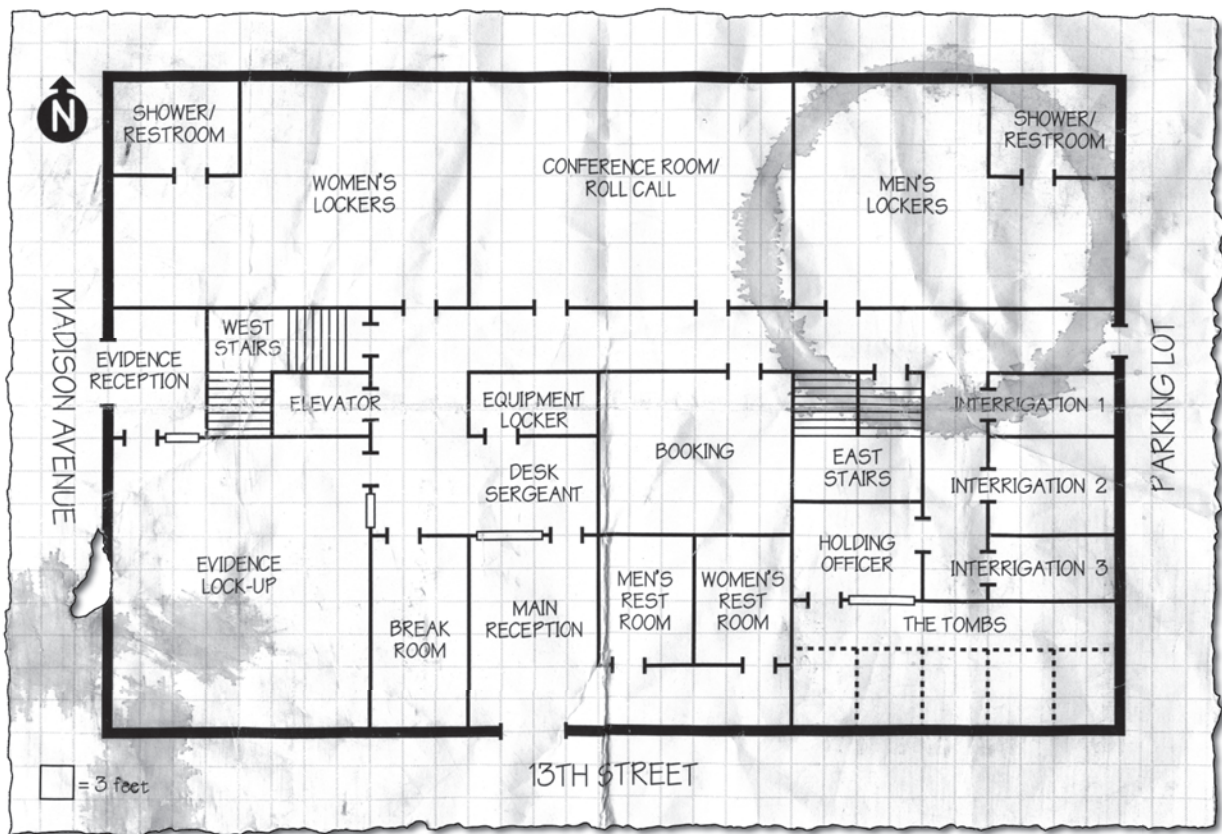 N
SHOWER/
RESTROOM
WOMEN'S
LOCKERS
CONFERENCE ROOM/
ROLL CALL
MEN'S
LOCKERS
SHOWER/
RESTROOM
MADISON AVENUE
EVIDENCE
RECEPTION
WEST
STAIRS
ELEVATOR
EQUIPMENT
LOCKER
DESK
SERGEANT
BOOKING
EAST
STAIRS
INTERRIGATION 1
INTERRIGATION 2
INTERRIGATION 3
PARKING LOT
HOLDING
OFFICER
EVIDENCE
LOCK-UP
BREAK
ROOM
MAIN
RECEPTION
MEN'S
REST
ROOM
WOMEN'S
REST
ROOM
THE TOMBS
13TH STREET
= 3 feet